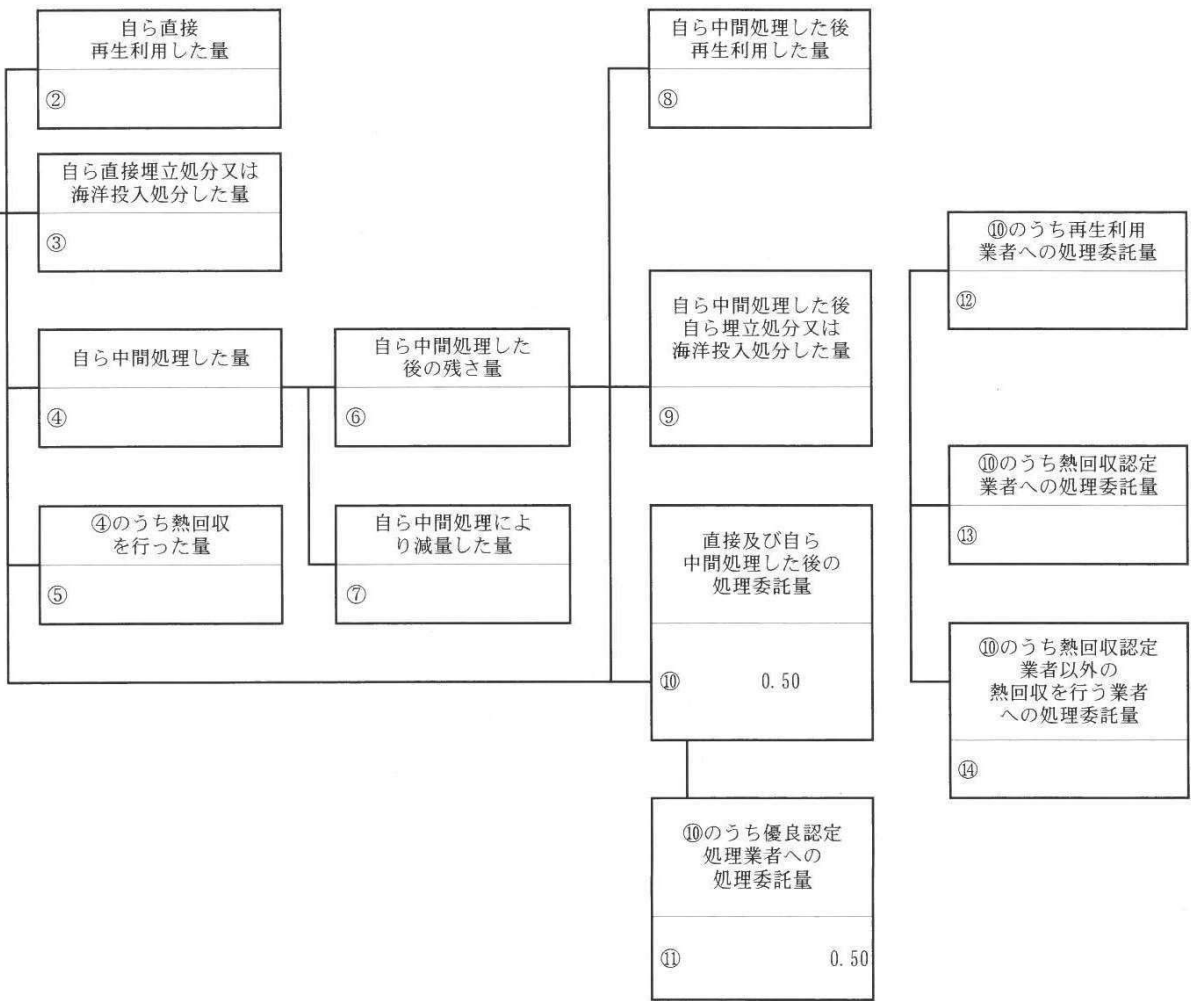 自ら直接
再生利用した量
②
自ら直接埋立処分又は
海洋投入処分した量
③
自ら中間処理した量
④
④のうち熱回収
を行った量
⑤
自ら中間処理した
後の残さ量
⑥
自ら中間処理によ
り減量した量
⑦
自ら中間処理した後
再生利用した量
⑧
自ら中間処理した後
自ら埋立処分又は
海洋投入処分した量
⑨
直接及び自ら
中間処理した後の
処理委託量
⑩ 0.50
⑩のうち優良認定
処理業者への
処理委託量
⑪ 0.50
⑩のうち再生利用
業者への処理委託量
⑫
⑩のうち熱回収認定
業者への処理委託量
⑬
⑩のうち熱回収認定
業者以外の
熱回収を行う業者
への処理委託量
⑭